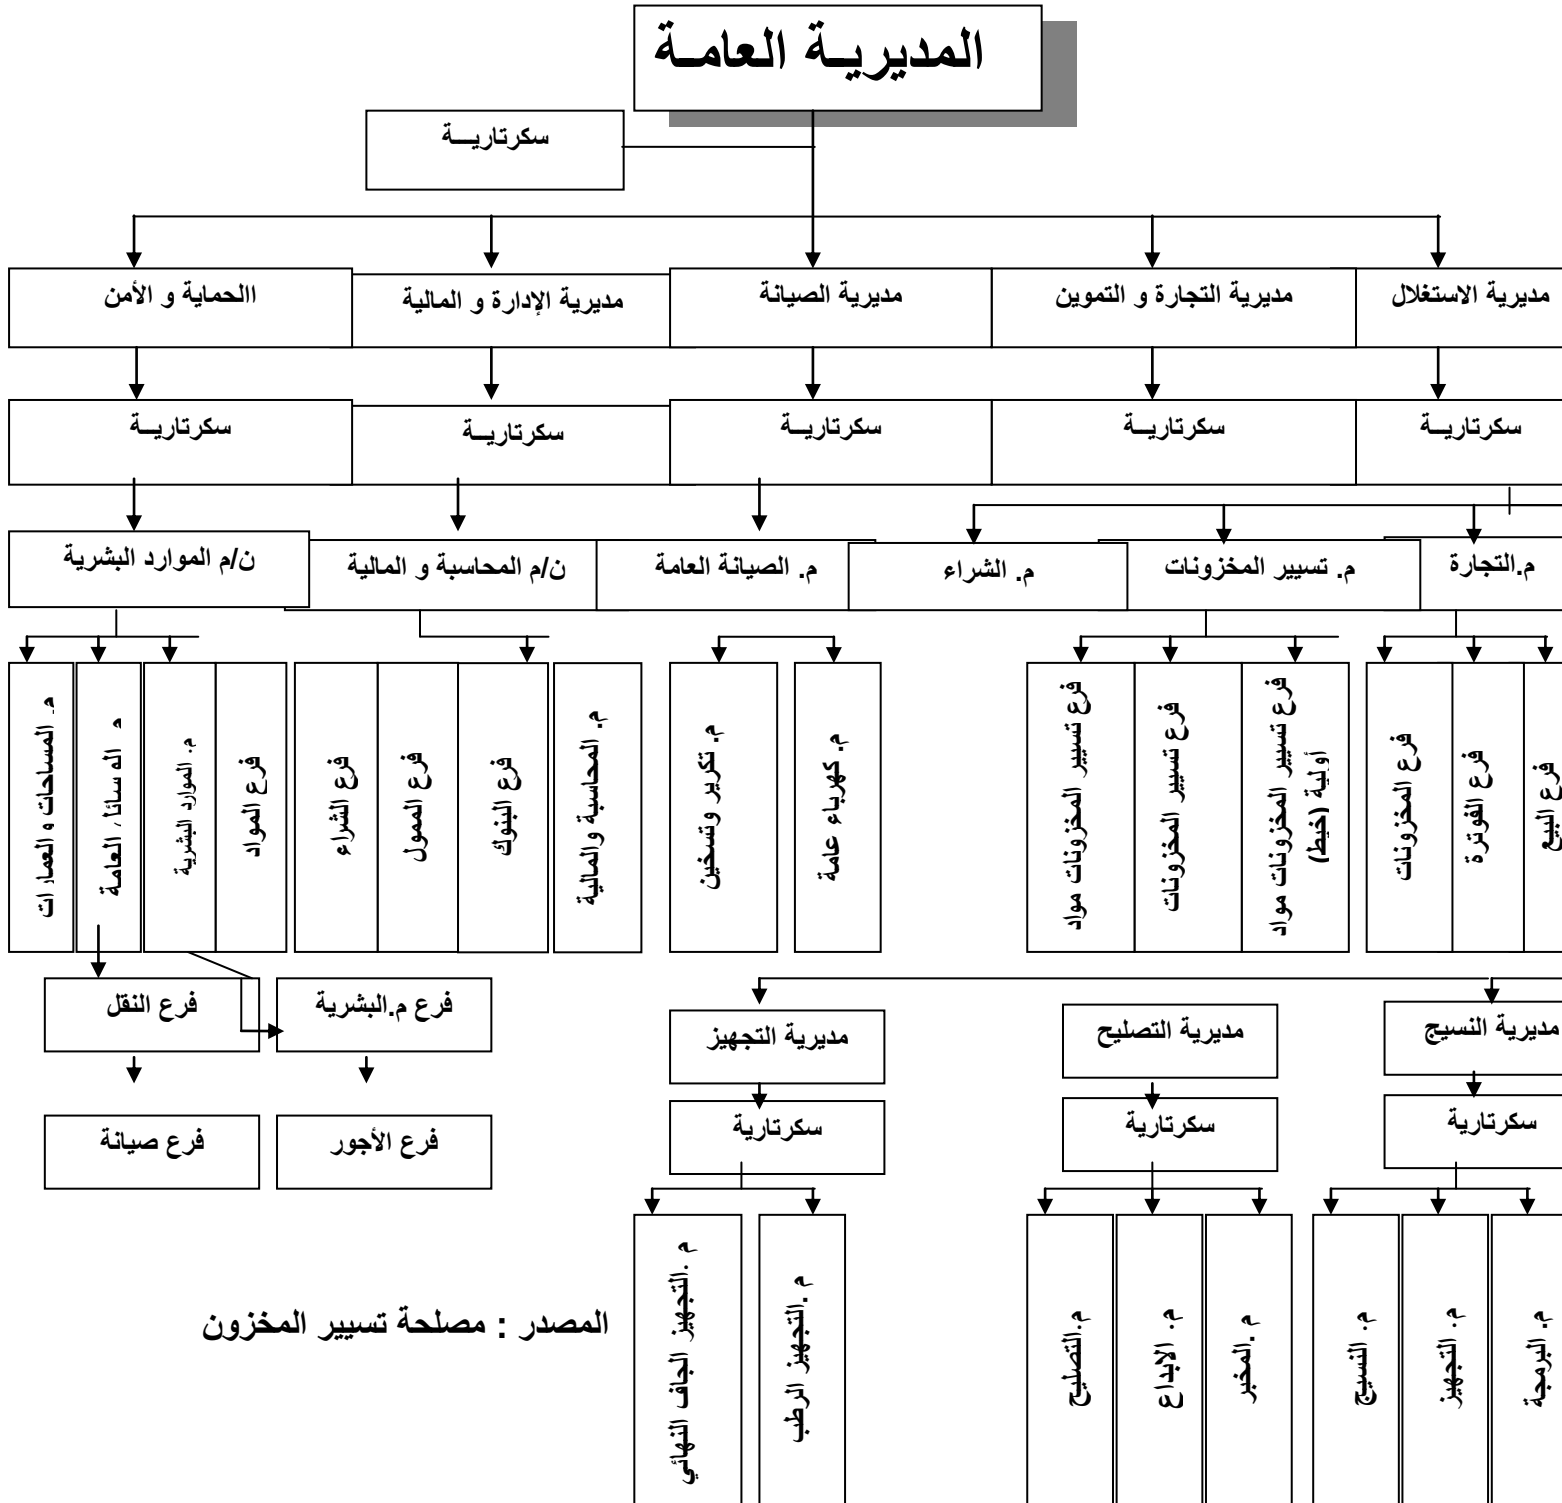 المديريـة العامـة
سكرتاريــة
مديرية الاستغلال
مديرية التجارة و التموين
مديرية الصيانة
مديرية الإدارة و المالية
االحماية و الأمن
سكرتاريــة
سكرتاريــة
سكرتاريــة
سكرتاريــة
سكرتاريــة
م.التجارة
م. تسيير المخزونات
م. الشراء
م. الصيانة العامة
ن/م المحاسبة و المالية
ن/م الموارد البشرية
فرع البيع
فرع الفوترة
فرع المخزونات
فرع تسيير المخزونات مواد
أولية (خيط)
فرع تسيير المخزونات
فرع تسيير المخزونات مواد
م. كهرباء عامة
م. تكرير وتسخين
م. المحاسبة والمالية
فرع البنوك
فرع الممول
فرع الشراء
فرع المواد
م. الموارد البشرية
م. الوسائل العامة
م. المساحات و العمارات
فرع م.البشرية
فرع النقل
فرع الأجور
فرع صيانة
مديرية النسيج
مديرية التصليح
مديرية التجهيز
سكرتارية
سكرتارية
سكرتارية
م. البرمجة
م. التجهيز
م. النسيج
م .المخبر
م. الابداع
م.التصليح
م .التجهيز الرطب
م .التجهيز الجاف النهائي
المصدر : مصلحة تسيير المخزون